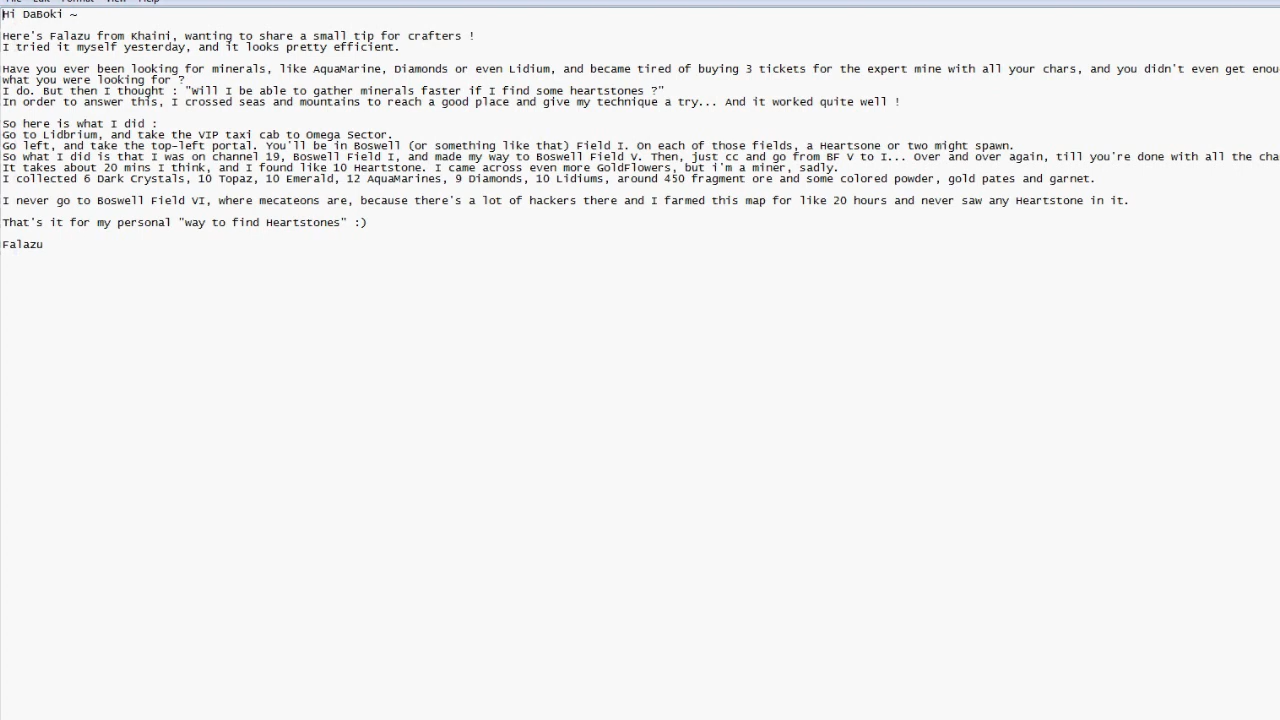 Hi DaBoki ~
Here's Falazu from Khaini, wanting to share a small tip for crafters !
I tried it myself yesterday, and it looks pretty efficient.
Have you ever been looking for minerals, like AquaMarine, Diamonds or even Lidium, and became tired of buying 3 tickets for the expert mine with all your chars, and you didn't even get enou
what you were looking for ?
I do. But then I thought : "Will I be able to gather minerals faster if I find some heartstones ?"
In order to answer this, I crossed seas and mountains to reach a good place and give my technique a try... And it worked quite well !
So here is what I did :
Go to Lidbrium, and take the VIP taxi cab to Omega Sector.
Go left, and take the top-left portal. You'll be in Boswell (or something like that) Field I. On each of those fields, a Heartsone or two might spawn.
So what I did is that I was on channel 19, Boswell Field I, and made my way to Boswell Field V. Then, just cc and go from BF V to I... Over and over again, till you're done with all the cha
It takes about 20 mins I think, and I found like 10 Heartstone. I came across even more GoldFlowers, but i'm a miner, sadly.
I collected 6 Dark Crystals, 10 Topaz, 10 Emerald, 12 AquaMarines, 9 Diamonds, 10 Lidiums, around 450 fragment ore and some colored powder, gold pates and garnet.
I never go to Boswell Field VI, where mecateons are, because there's a lot of hackers there and I farmed this map for like 20 hours and never saw any Heartstone in it.
That's it for my personal "way to find Heartstones" :)
Falazu